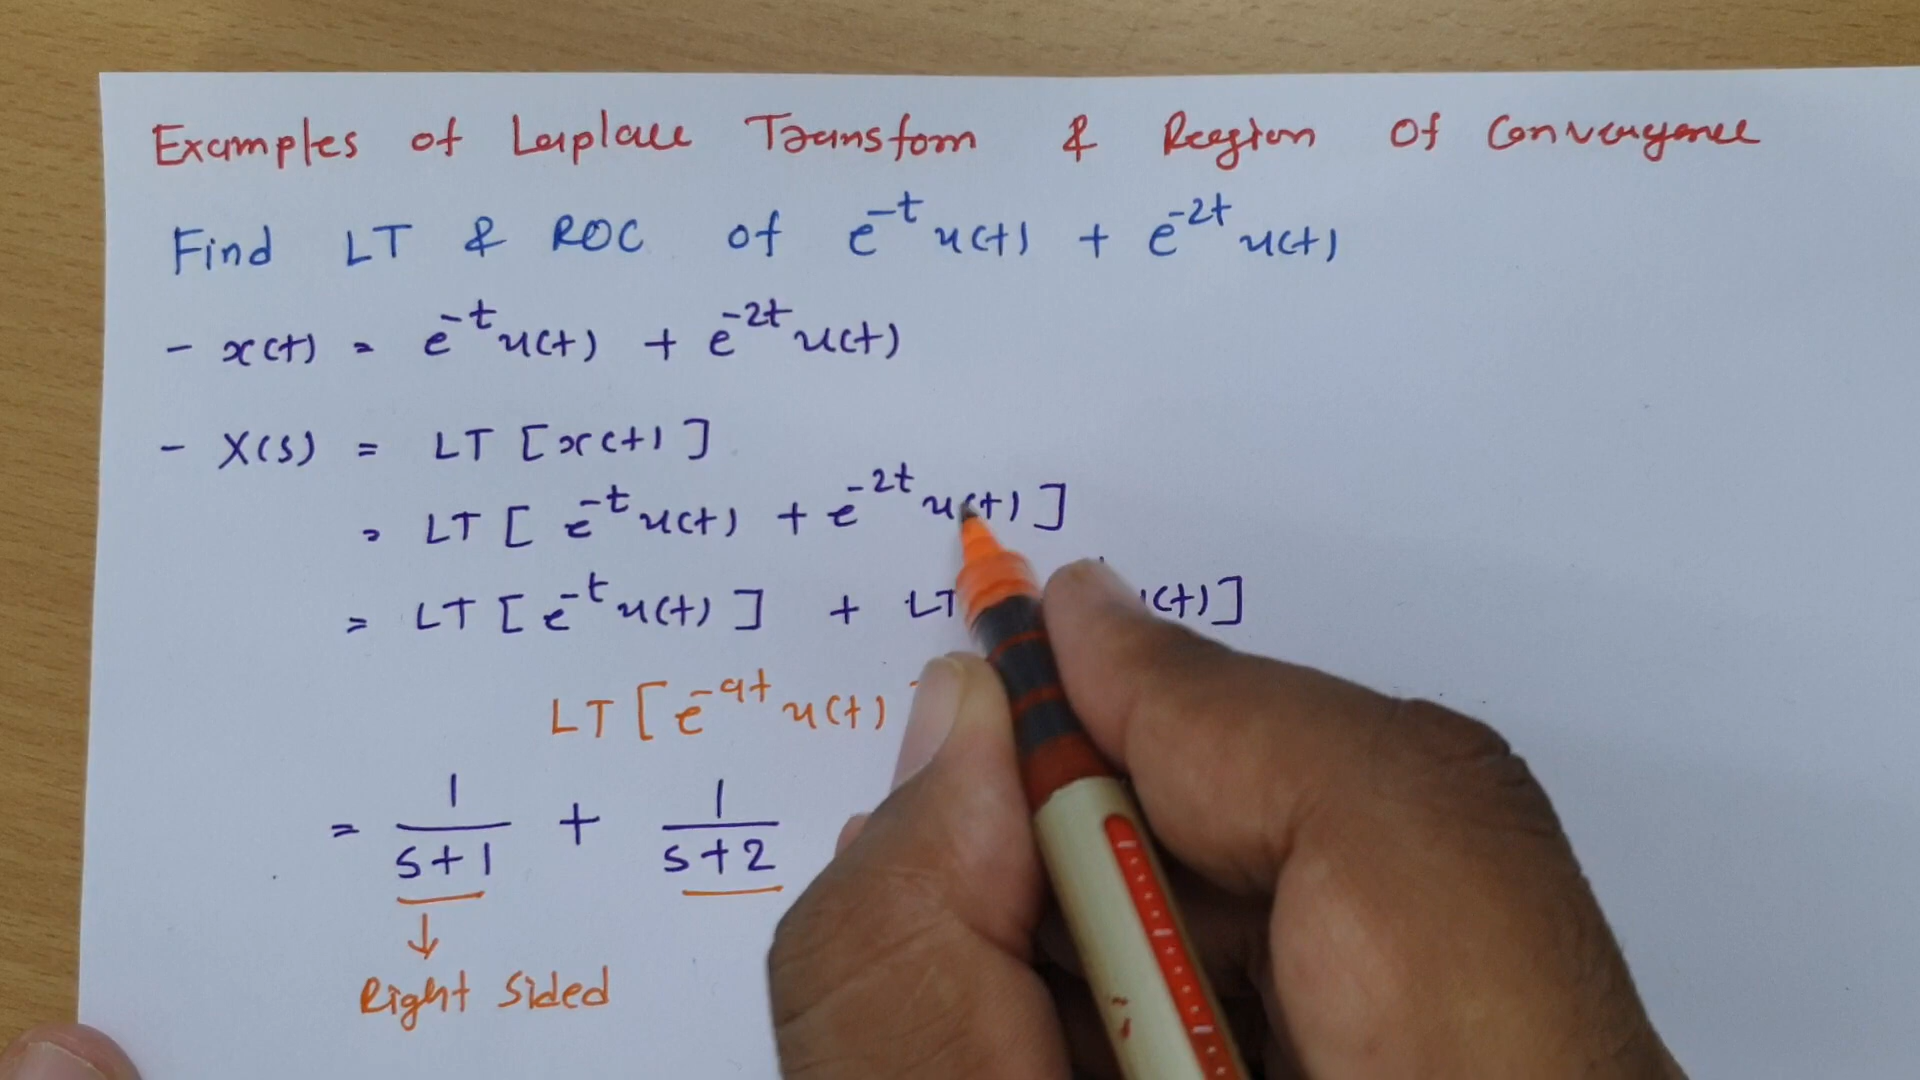 Examples of Laplace Transfom & Region Of Convergence
Find LT & ROC of e^-t u(t) + e^-2t u(t)
- x(t) = e^-t u(t) + e^-2t u(t)
- X(s) = LT [x(t)]
= LT [ e^-t u(t) + e^-2t u(t) ]
= LT [ e^-t u(t) ] + LT u(t) ]
LT [ e^-at u(t)
= 1/(s+1) + 1/(s+2)
↓
Right Sided